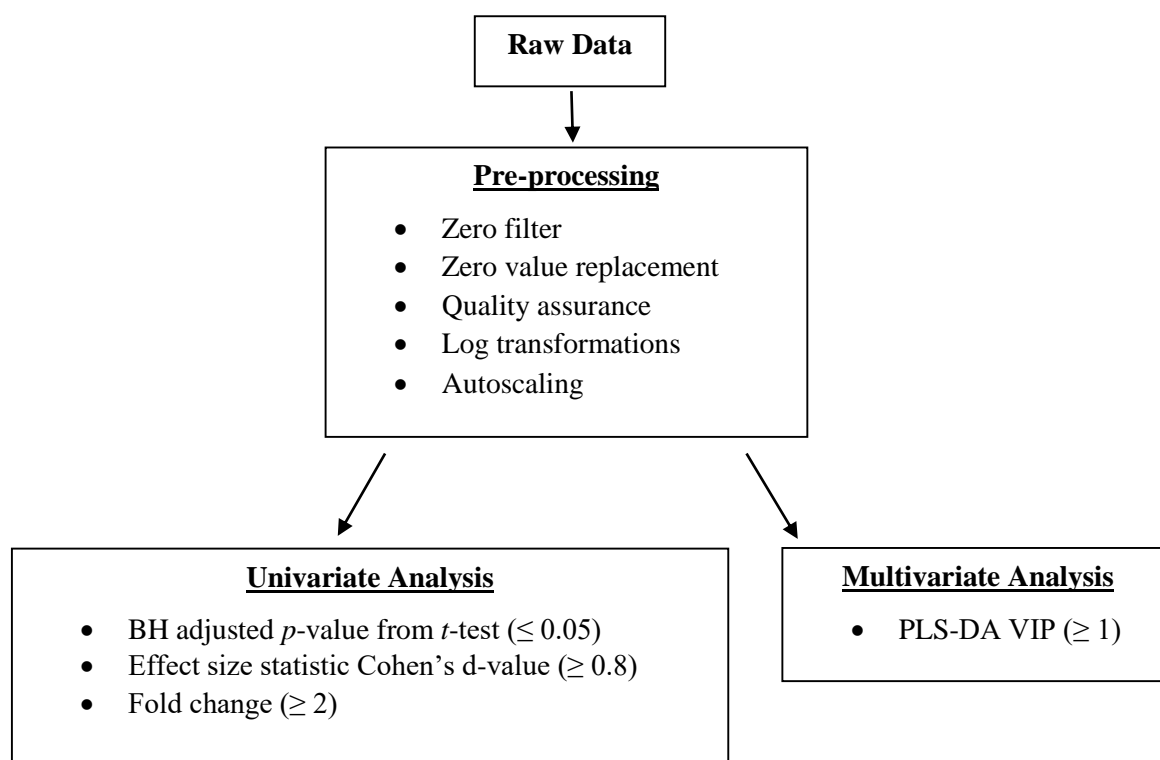 Raw Data
Pre-processing
• Zero filter
• Zero value replacement
• Quality assurance
• Log transformations
• Autoscaling
Univariate Analysis
• BH adjusted p-value from t-test (≤ 0.05)
• Effect size statistic Cohen's d-value (≥ 0.8)
• Fold change (≥ 2)
Multivariate Analysis
• PLS-DA VIP (≥ 1)